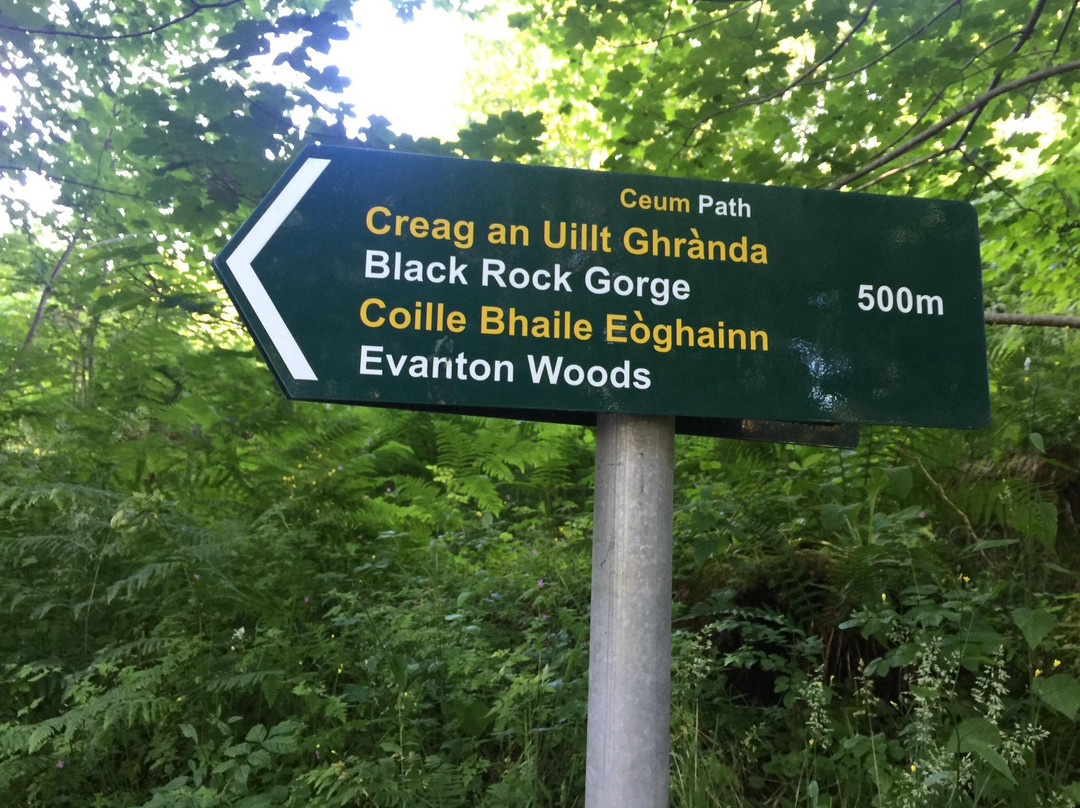 Ceum Path
Creag an Uillt Ghrànda
Black Rock Gorge
500m
Coille Bhaile Eòghainn
Evanton Woods